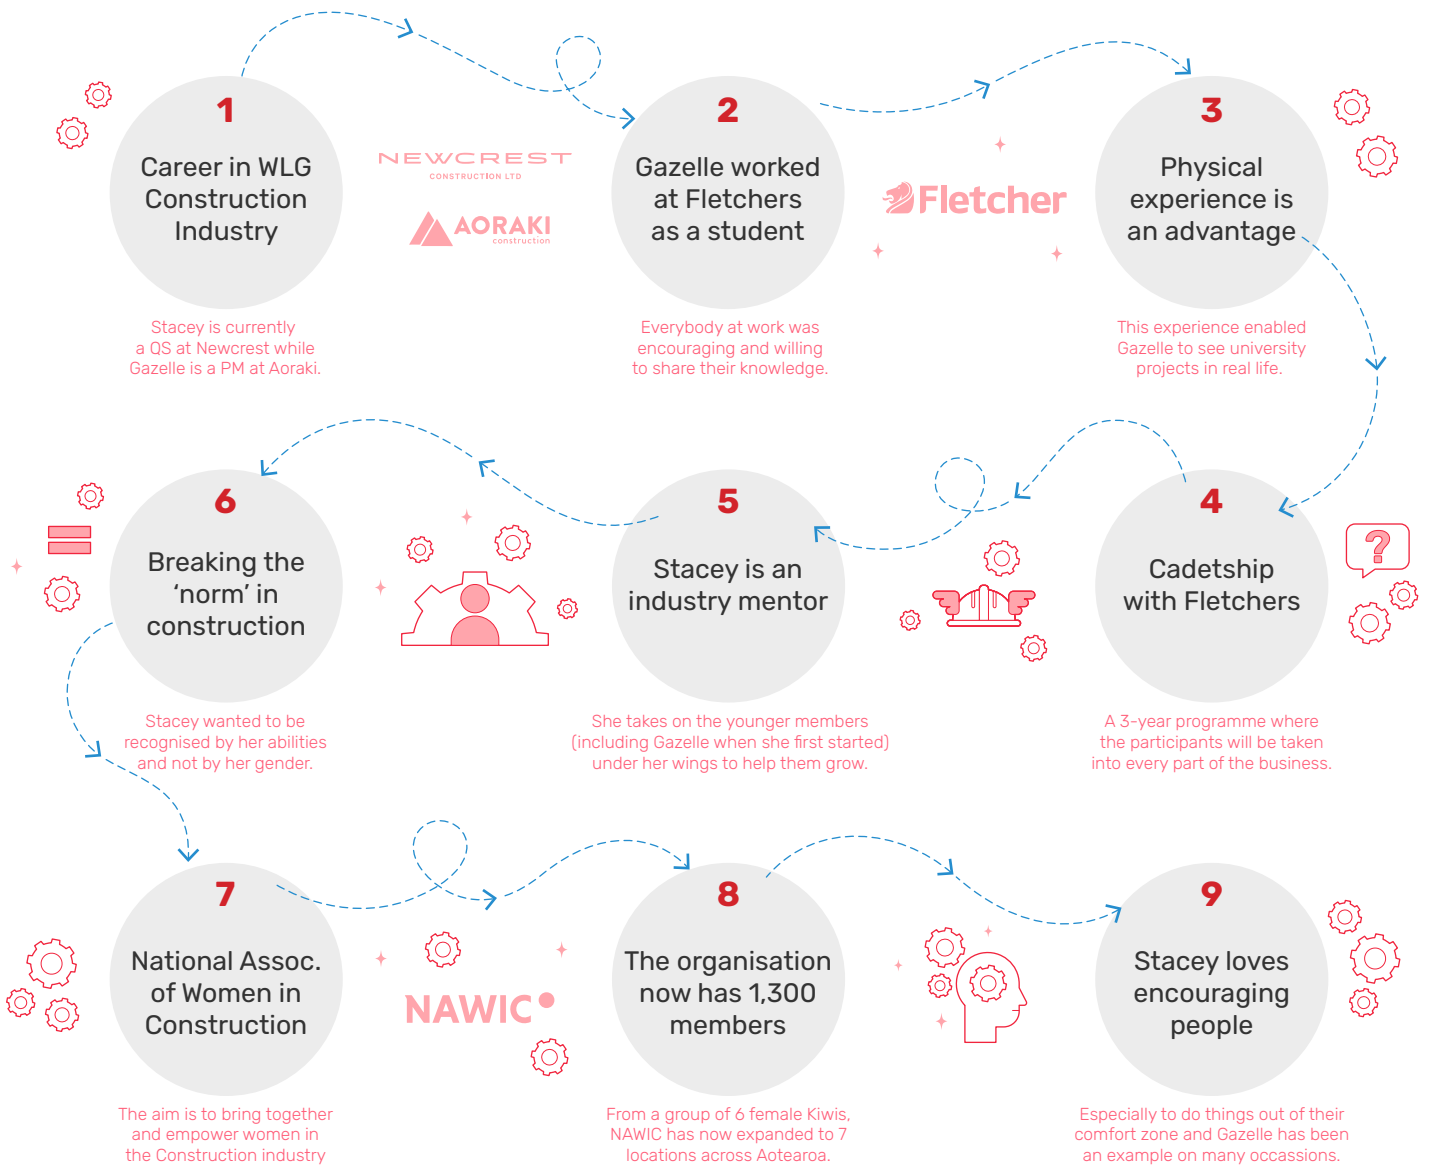 1
Career in WLG
Construction
Industry
Stacey is currently
a QS at Newcrest while
Gazelle is a PM at Aoraki.
NEWCREST
CONSTRUCTION LTD
AORAKI
construction
2
Gazelle worked
at Fletchers
as a student
Everybody at work was
encouraging and willing
to share their knowledge.
Fletcher
3
Physical
experience is
an advantage
This experience enabled
Gazelle to see university
projects in real life.
4
Cadetship
with Fletchers
A 3-year programme where
the participants will be taken
into every part of the business.
?
5
Stacey is an
industry mentor
She takes on the younger members
(including Gazelle when she first started)
under her wings to help them grow.
6
Breaking the
‘norm’ in
construction
Stacey wanted to be
recognised by her abilities
and not by her gender.
7
National Assoc.
of Women in
Construction
The aim is to bring together
and empower women in
the Construction industry
NAWIC
8
The organisation
now has 1,300
members
From a group of 6 female Kiwis,
NAWIC has now expanded to 7
locations across Aotearoa.
9
Stacey loves
encouraging
people
Especially to do things out of their
comfort zone and Gazelle has been
an example on many occassions.